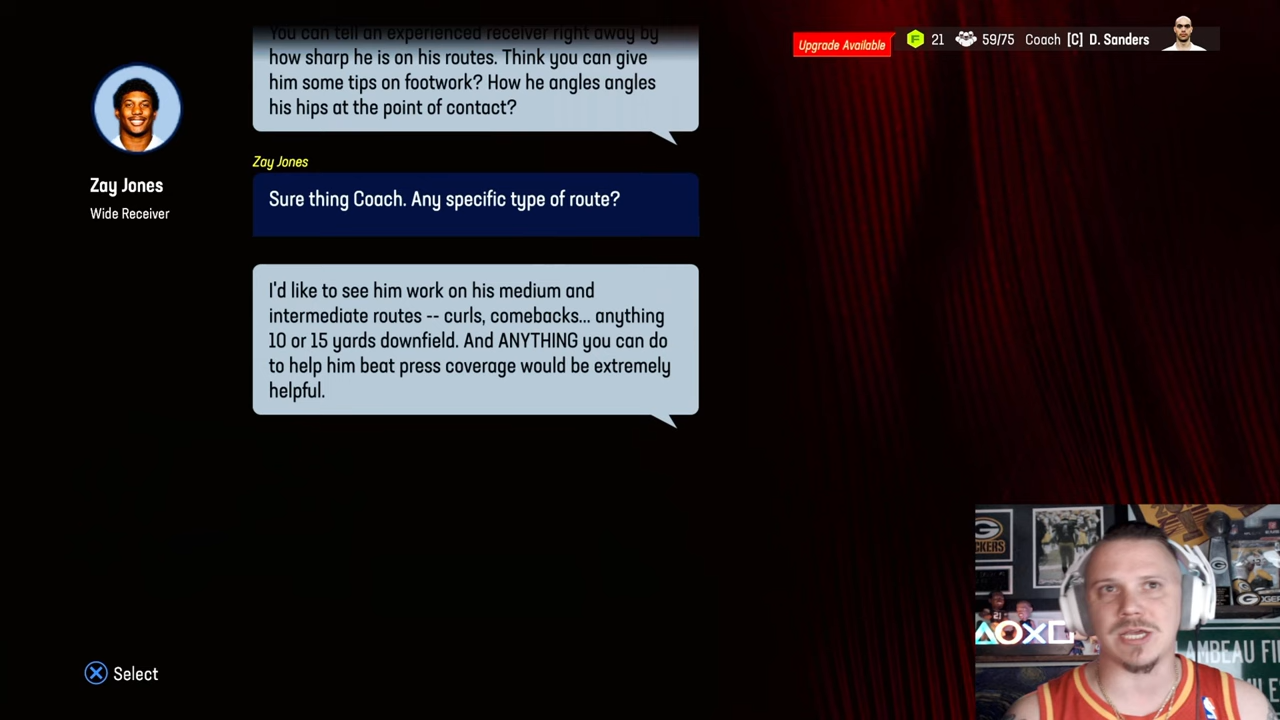 You can tell an experienced receiver right away by
how sharp he is on his routes. Think you can give
him some tips on footwork? How he angles angles
his hips at the point of contact?
Upgrade Available
21
59/75
Coach [C] D. Sanders
Zay Jones
Wide Receiver
Zay Jones
Sure thing Coach. Any specific type of route?
I'd like to see him work on his medium and
intermediate routes -- curls, comebacks... anything
10 or 15 yards downfield. And ANYTHING you can do
to help him beat press coverage would be extremely
helpful.
Select